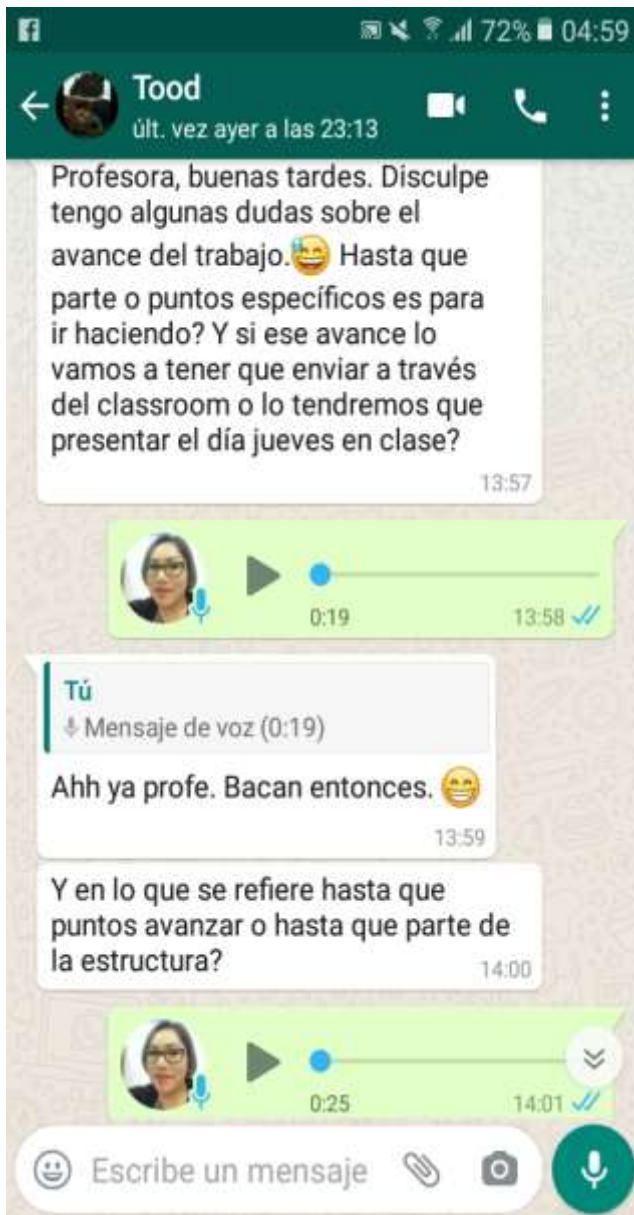 72% 04:59
Tood
últ. vez ayer a las 23:13
Profesora, buenas tardes. Disculpe
tengo algunas dudas sobre el
avance del trabajo.😅 Hasta que
parte o puntos específicos es para
ir haciendo? Y si ese avance lo
vamos a tener que enviar a través
del classroom o lo tendremos que
presentar el día jueves en clase?
13:57
0:19 13:58
Tú
Mensaje de voz (0:19)
Ahh ya profe. Bacan entonces. 😁
13:59
Y en lo que se refiere hasta que
puntos avanzar o hasta que parte de
la estructura?
14:00
0:25 14:01
Escribe un mensaje